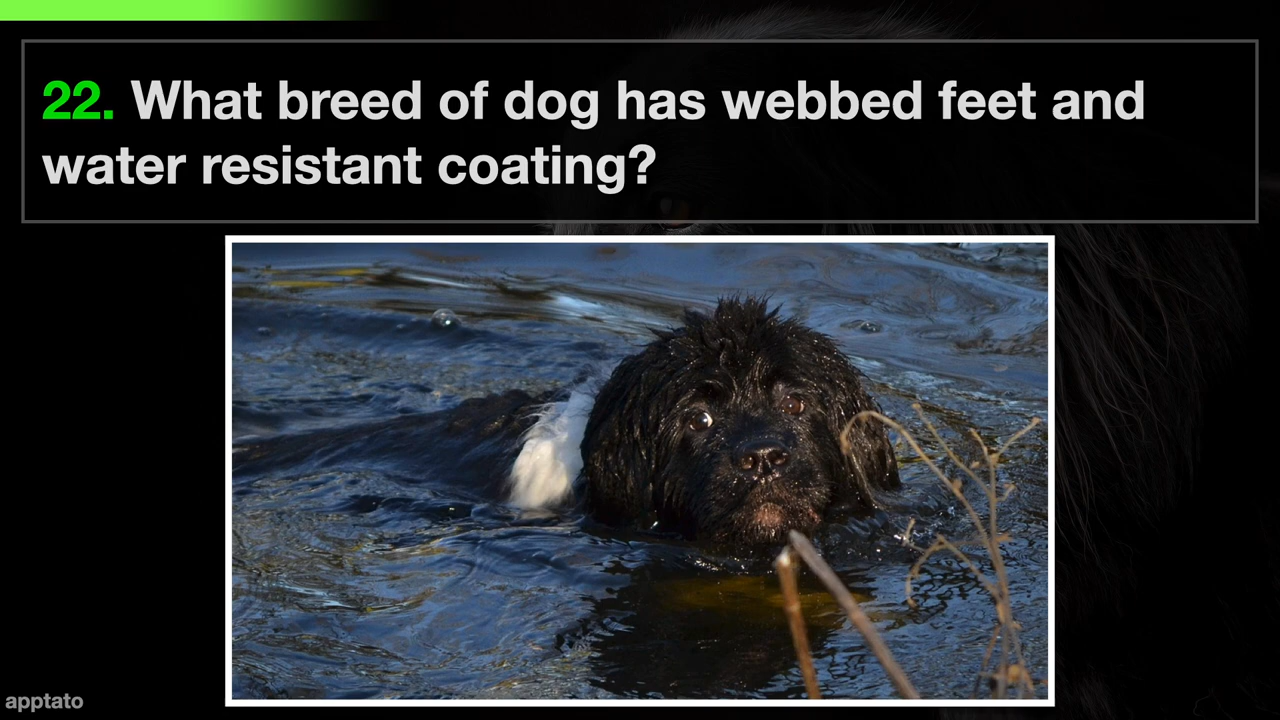 22. What breed of dog has webbed feet and
water resistant coating?
apptato